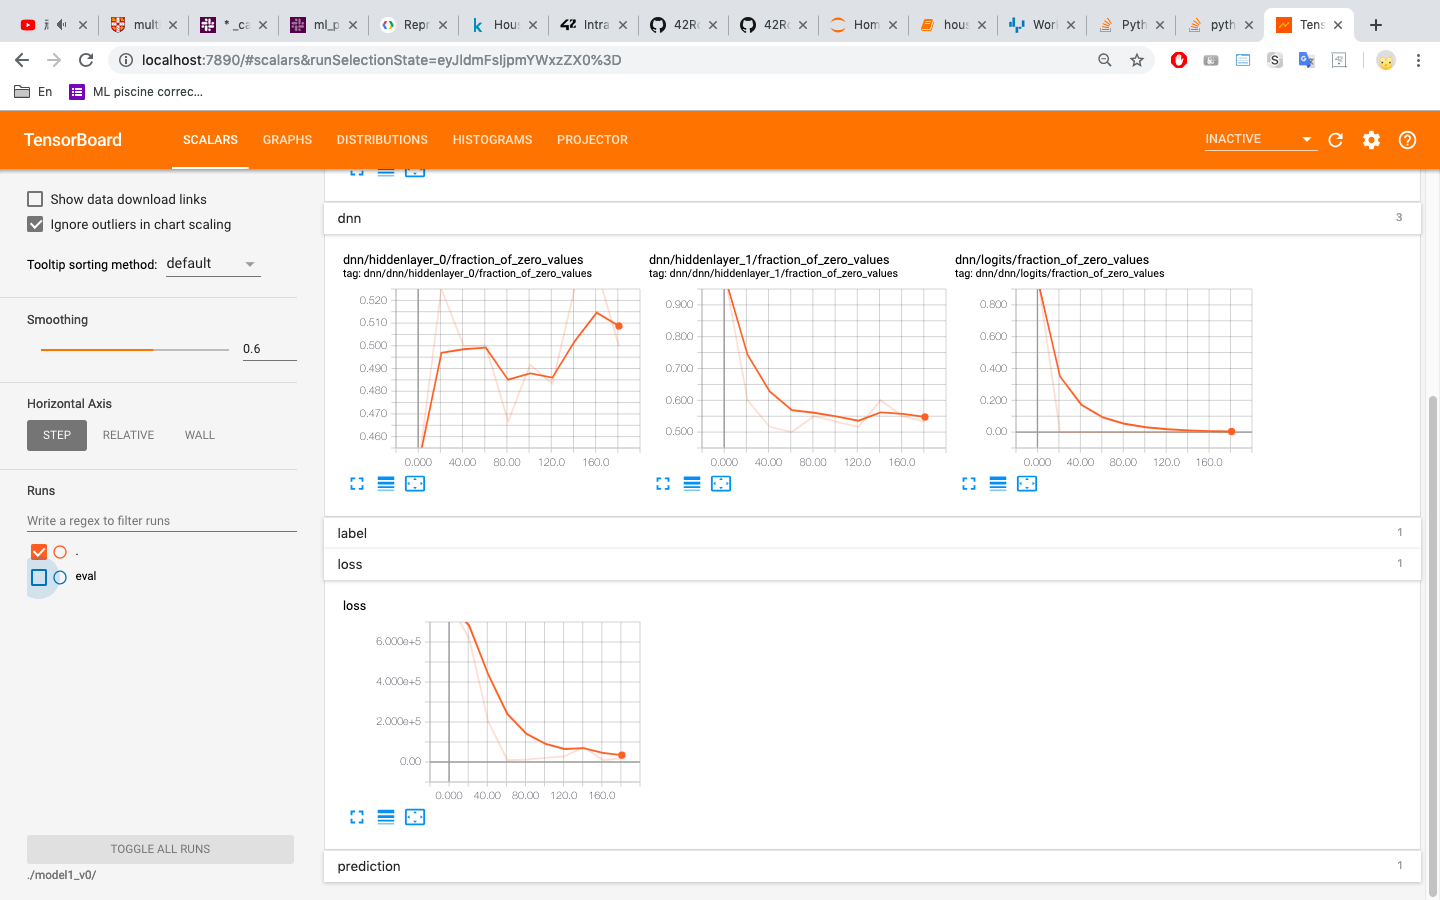 multi
* _ca
ml_p
Repr
Hous
Intra
42Ro
42Ro
Hom
hous
Worl
Pyth
pyth
Tens
localhost:7890/#scalars&runSelectionState=eyJldmFsIjpmYWxzZX0%3D
En
ML piscine correc...
TensorBoard
SCALARS
GRAPHS
DISTRIBUTIONS
HISTOGRAMS
PROJECTOR
INACTIVE
Show data download links
Ignore outliers in chart scaling
Tooltip sorting method: default
Smoothing
0.6
Horizontal Axis
STEP RELATIVE WALL
Runs
Write a regex to filter runs
.
eval
TOGGLE ALL RUNS
./model1_v0/
dnn 3
dnn/hiddenlayer_0/fraction_of_zero_values
tag: dnn/dnn/hiddenlayer_0/fraction_of_zero_values
0.520
0.510
0.500
0.490
0.480
0.470
0.460
0.000 40.00 80.00 120.0 160.0
dnn/hiddenlayer_1/fraction_of_zero_values
tag: dnn/dnn/hiddenlayer_1/fraction_of_zero_values
0.900
0.800
0.700
0.600
0.500
0.000 40.00 80.00 120.0 160.0
dnn/logits/fraction_of_zero_values
tag: dnn/dnn/logits/fraction_of_zero_values
0.800
0.600
0.400
0.200
0.00
0.000 40.00 80.00 120.0 160.0
label 1
loss 1
loss
6.000e+5
4.000e+5
2.000e+5
0.00
0.000 40.00 80.00 120.0 160.0
prediction 1